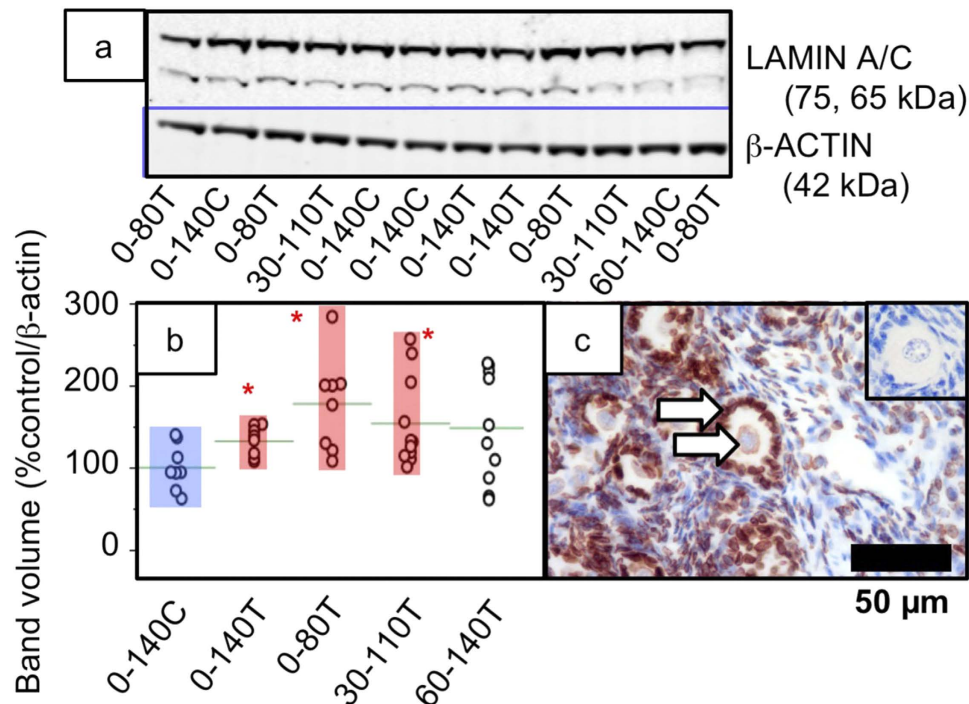 a
LAMIN A/C
(75, 65 kDa)
β-ACTIN
(42 kDa)
0-80T
0-140C
0-80T
30-110T
0-140C
0-140C
0-140T
0-140T
0-80T
30-110T
60-140C
0-80T
Band volume (%control/β-actin)
300
200
100
0
b
*
*
*
0-140C
0-140T
0-80T
30-110T
60-140T
c
50 µm